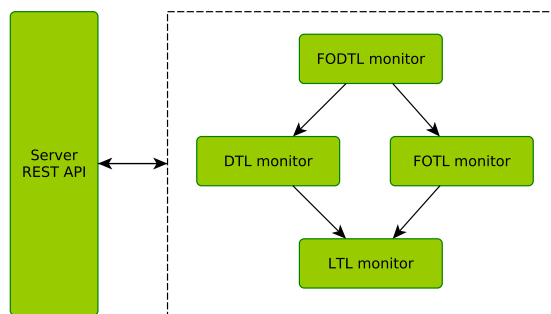 FODTL monitor
Server
REST API
DTL monitor
FOTL monitor
LTL monitor